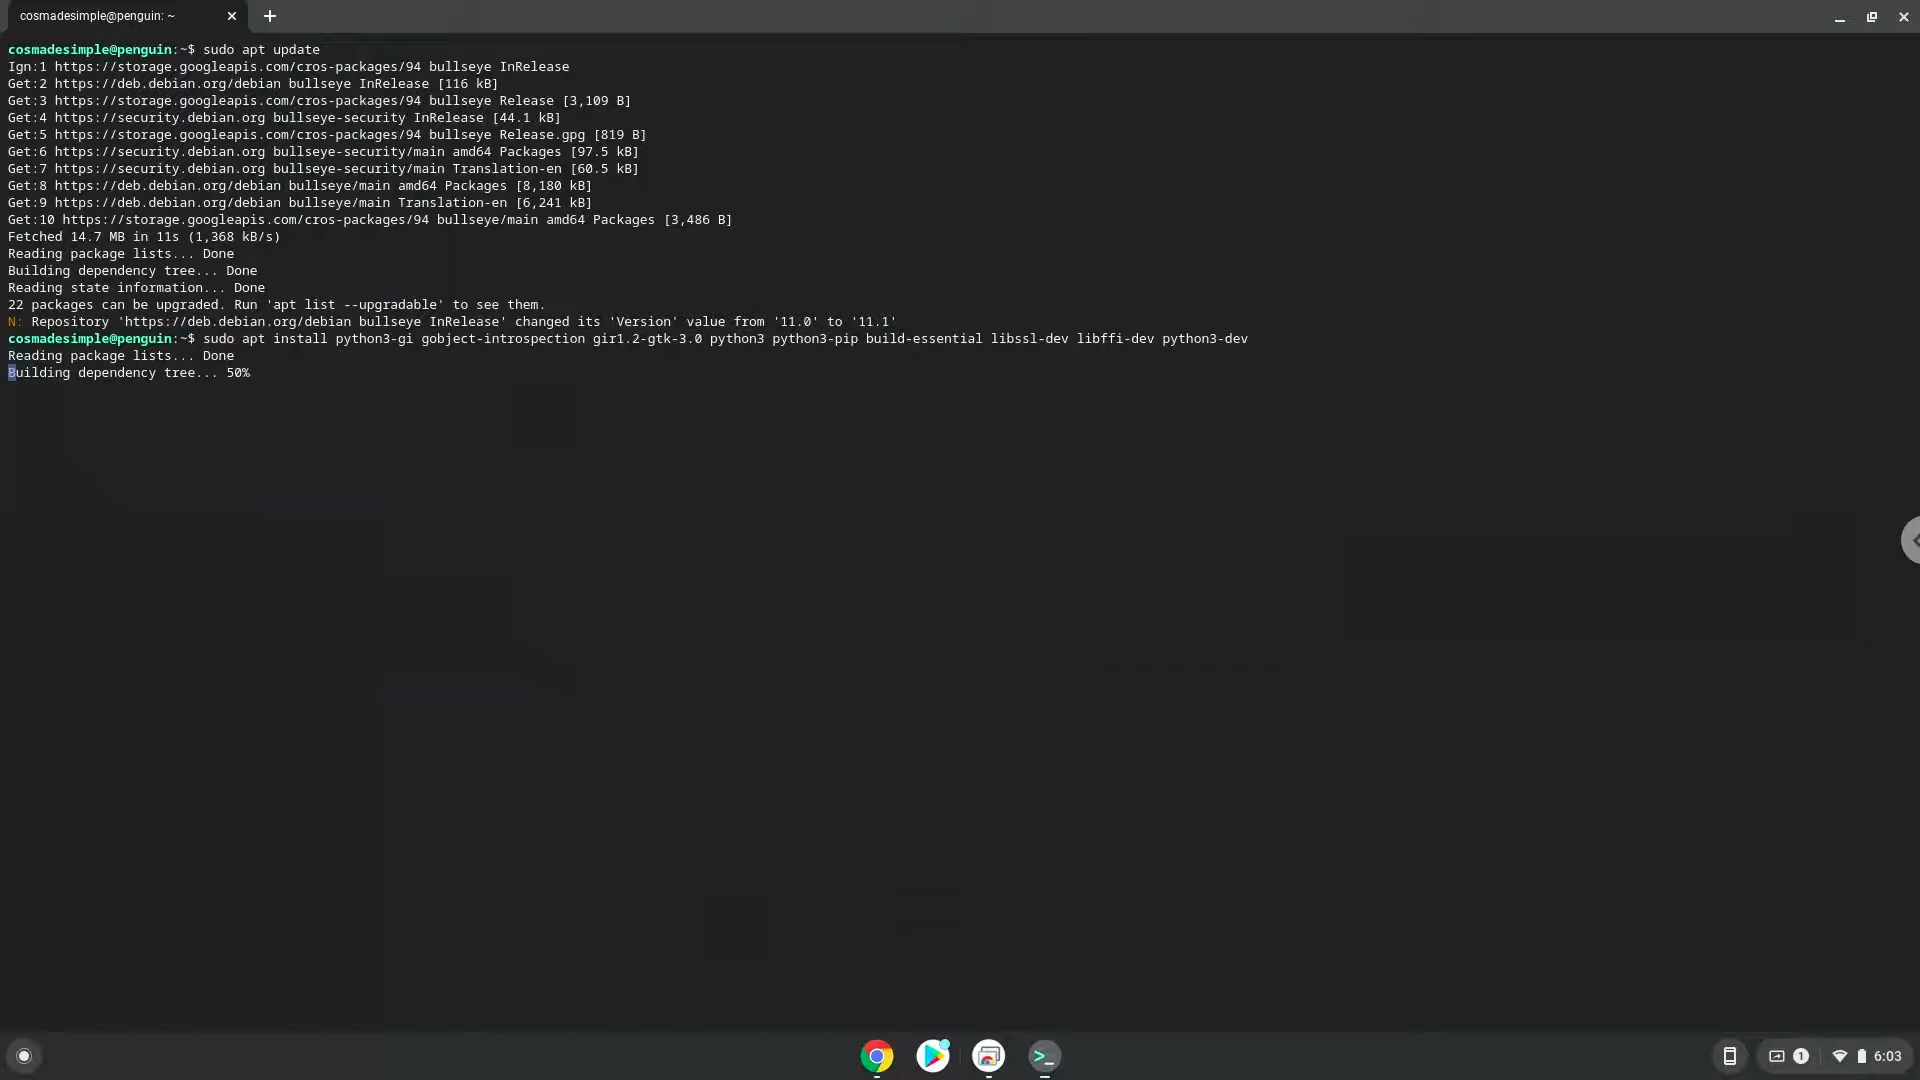 cosmadesimple@penguin: ~
cosmadesimple@penguin:~$ sudo apt update
Ign:1 https://storage.googleapis.com/cros-packages/94 bullseye InRelease
Get:2 https://deb.debian.org/debian bullseye InRelease [116 kB]
Get:3 https://storage.googleapis.com/cros-packages/94 bullseye Release [3,109 B]
Get:4 https://security.debian.org bullseye-security InRelease [44.1 kB]
Get:5 https://storage.googleapis.com/cros-packages/94 bullseye Release.gpg [819 B]
Get:6 https://security.debian.org bullseye-security/main amd64 Packages [97.5 kB]
Get:7 https://security.debian.org bullseye-security/main Translation-en [60.5 kB]
Get:8 https://deb.debian.org/debian bullseye/main amd64 Packages [8,180 kB]
Get:9 https://deb.debian.org/debian bullseye/main Translation-en [6,241 kB]
Get:10 https://storage.googleapis.com/cros-packages/94 bullseye/main amd64 Packages [3,486 B]
Fetched 14.7 MB in 11s (1,368 kB/s)
Reading package lists... Done
Building dependency tree... Done
Reading state information... Done
22 packages can be upgraded. Run 'apt list --upgradable' to see them.
N: Repository 'https://deb.debian.org/debian bullseye InRelease' changed its 'Version' value from '11.0' to '11.1'
cosmadesimple@penguin:~$ sudo apt install python3-gi gobject-introspection gir1.2-gtk-3.0 python3 python3-pip build-essential libssl-dev libffi-dev python3-dev
Reading package lists... Done
Building dependency tree... 50%
1 6:03